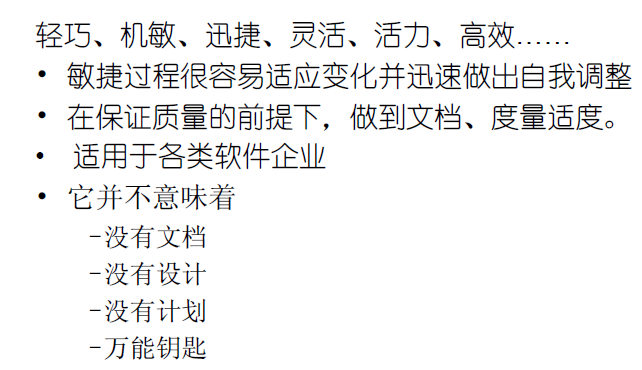 轻巧、机敏、迅捷、灵活、活力、高效……
• 敏捷过程很容易适应变化并迅速做出自我调整
• 在保证质量的前提下，做到文档、度量适度。
• 适用于各类软件企业
• 它并不意味着
–没有文档
–没有设计
–没有计划
–万能钥匙